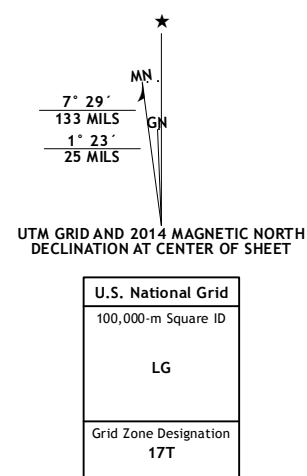 ★
MN
7° 29´
133 MILS
GN
1° 23´
25 MILS
UTM GRID AND 2014 MAGNETIC NORTH
DECLINATION AT CENTER OF SHEET
U.S. National Grid
100,000-m Square ID
LG
Grid Zone Designation
17T